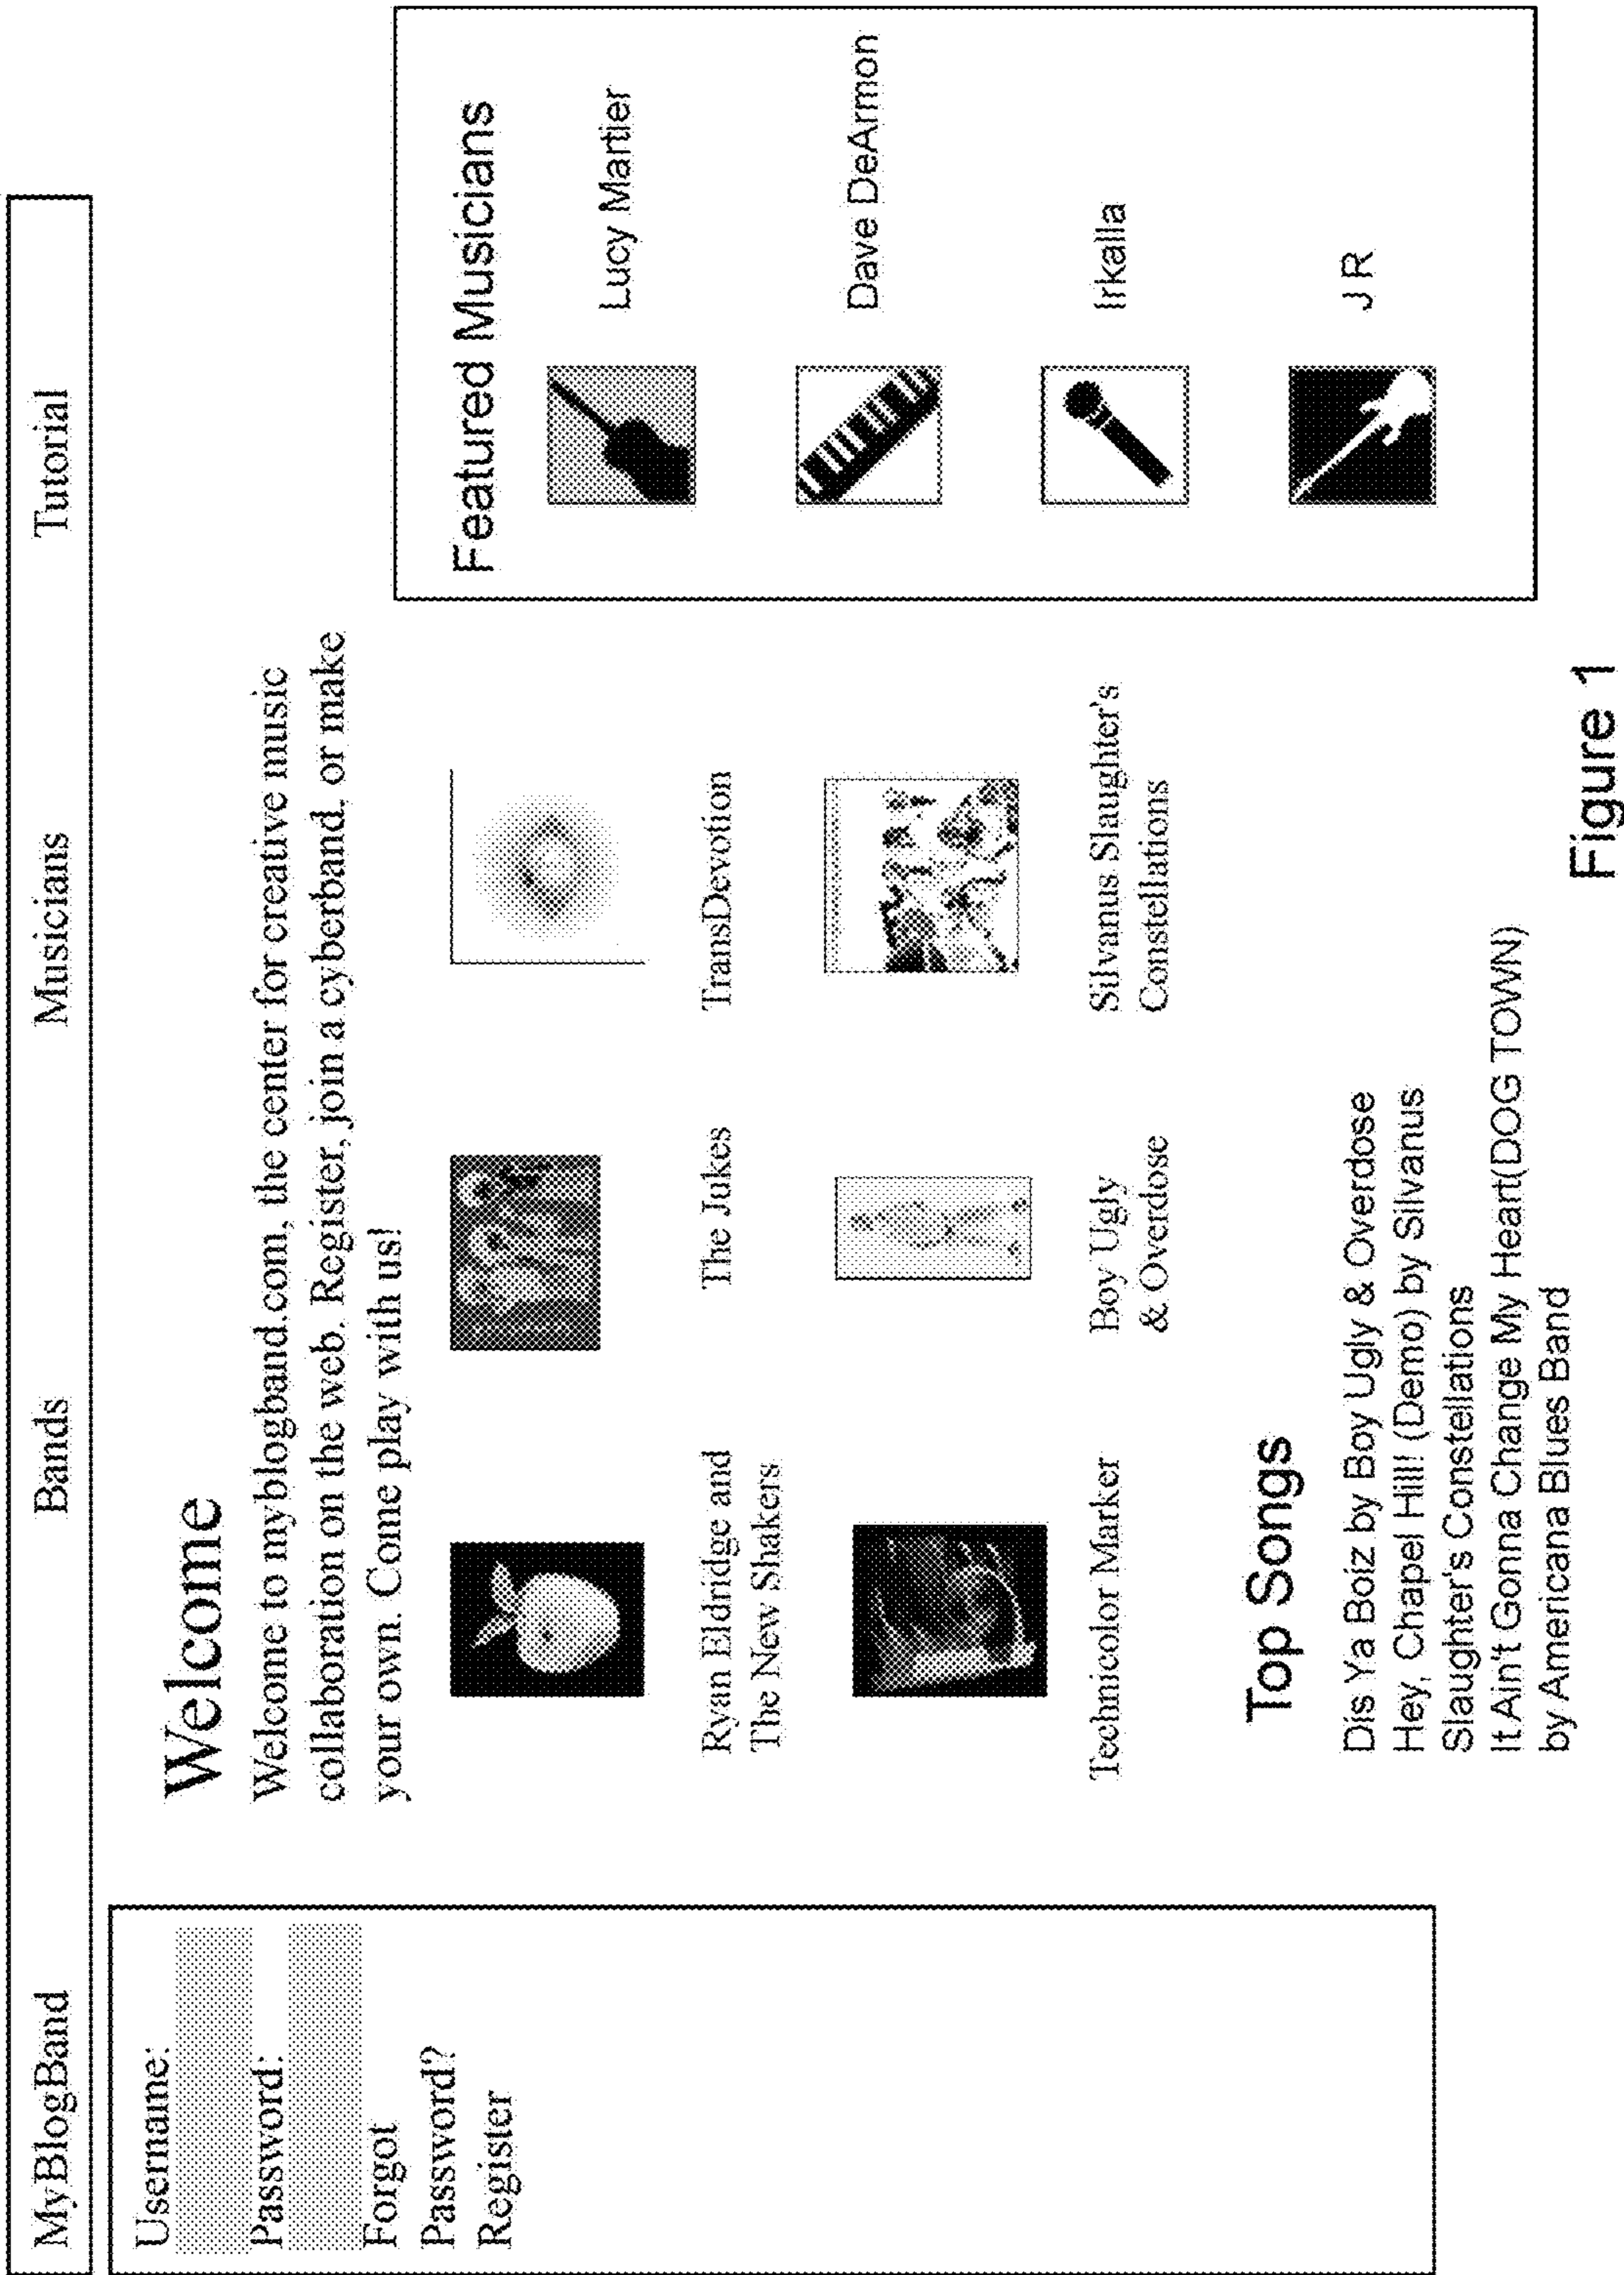 MyBlogBand Bands Musicians Tutorial
Username:
Password:
Forgot
Password?
Register
Welcome
Welcome to myblogband.com, the center for creative music
collaboration on the web. Register, join a cyberband, or make
your own. Come play with us!
Ryan Eldridge and
The New Shakers
The Jukes
TransDevotion
Technicolor Marker
Boy Ugly
& Overdose
Silvanus Slaughter's
Constellations
Top Songs
Dis Ya Boiz by Boy Ugly & Overdose
Hey, Chapel Hill! (Demo) by Silvanus
Slaughter's Constellations
It Ain't Gonna Change My Heart(DOG TOWN)
by Americana Blues Band
Featured Musicians
Lucy Martier
Dave DeArmon
Irkalla
J R
Figure 1